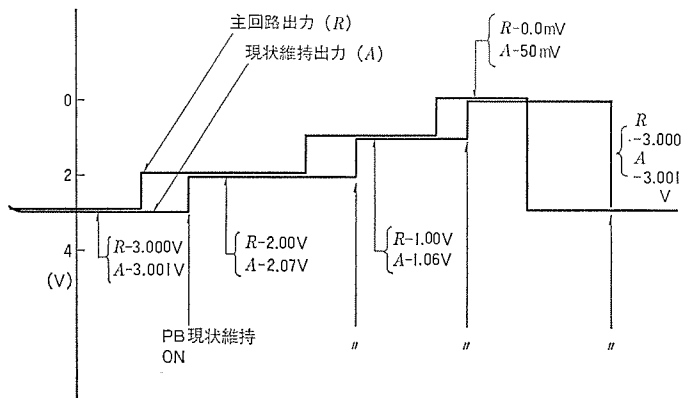 主回路出力 (R)
現状維持出力 (A)
R-0.0mV
A-50mV
0
2
4
(V)
R
-3.000
A
-3.001
V
R-3.000V
A-3.001V
R-2.00V
A-2.07V
R-1.00V
A-1.06V
PB現状維持
ON
〃
〃
〃